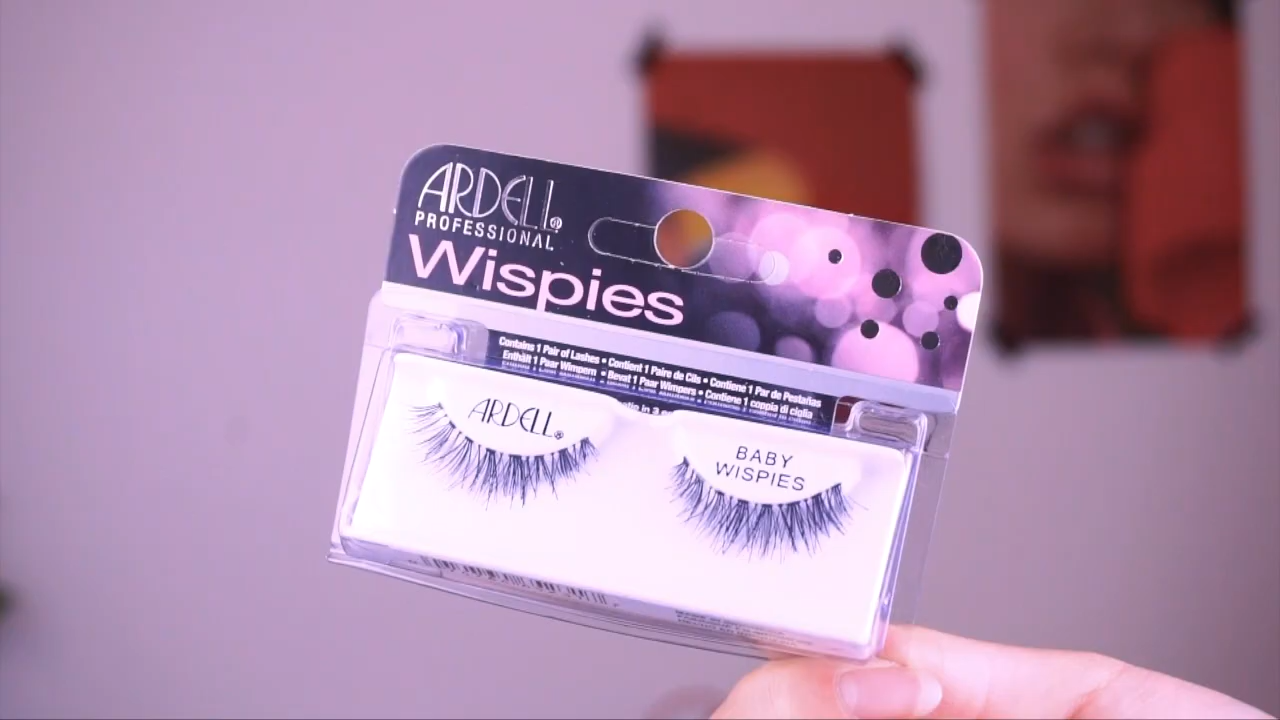 ARDELL®
PROFESSIONAL
Wispies
Contains 1 Pair of Lashes • Contient 1 Paire de Cils • Contiene 1 Par de Pestañas
Enthält 1 Paar Wimpern • Bevat 1 Paar Wimpers • Contiene 1 coppia di ciglia
ARDELL®
BABY
WISPIES